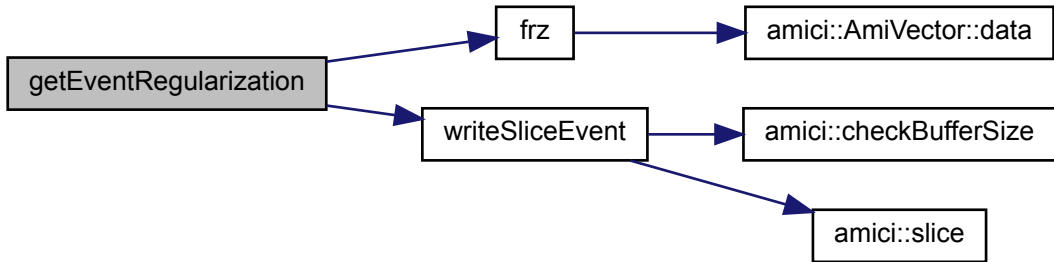 getEventRegularization
frz
amici::AmiVector::data
writeSliceEvent
amici::checkBufferSize
amici::slice